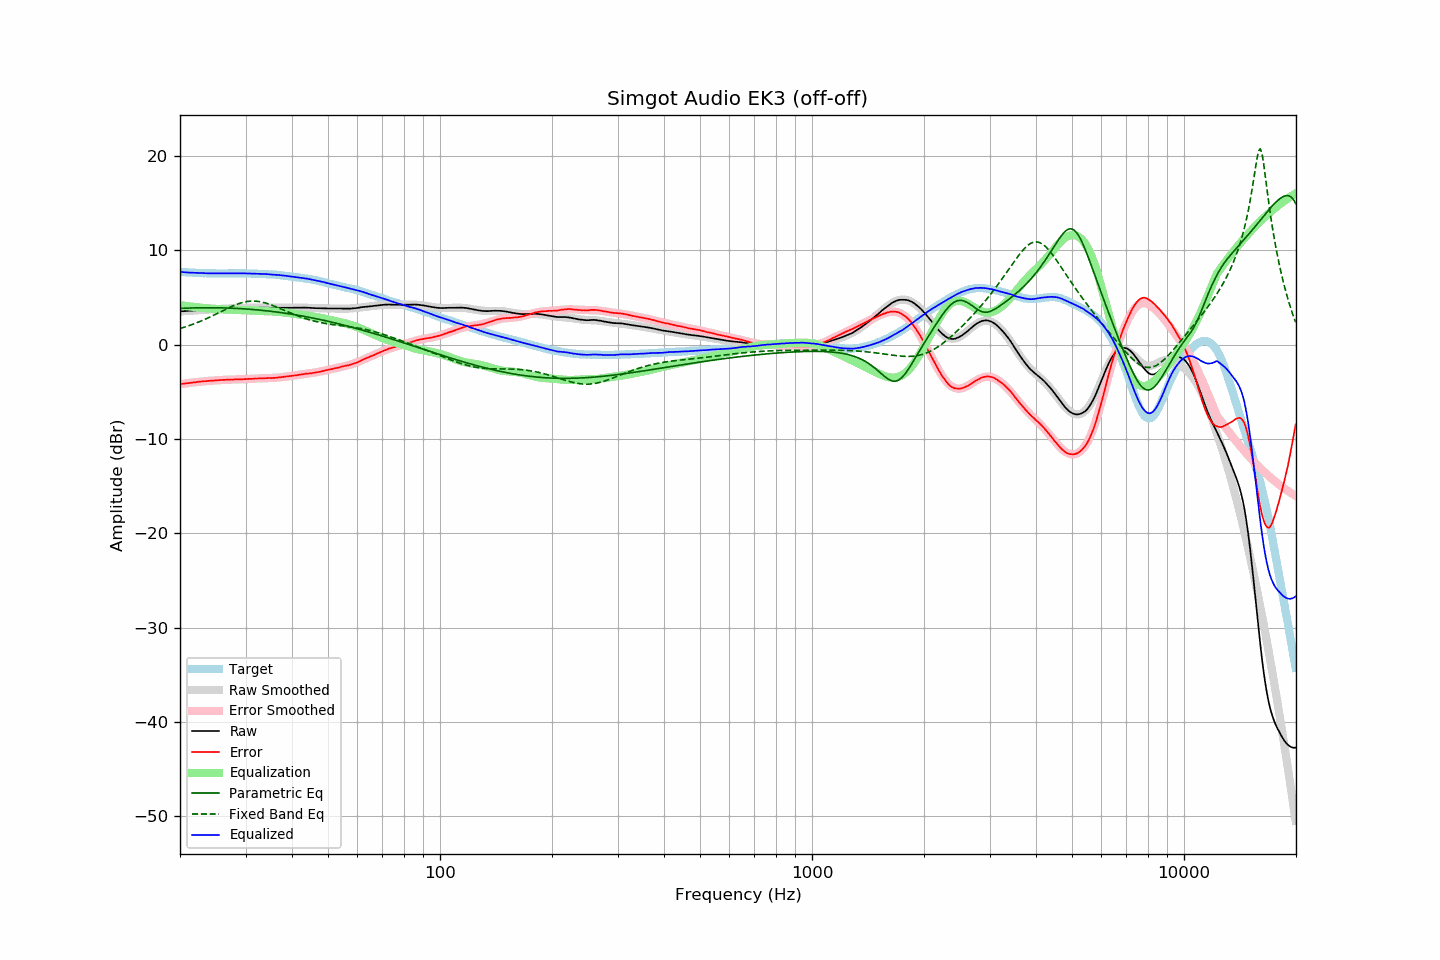 Simgot Audio EK3 (off-off)
20
10
0
−10
−20
−30
−40
−50
Amplitude (dBr)
Target
Raw Smoothed
Error Smoothed
Raw
Error
Equalization
Parametric Eq
Fixed Band Eq
Equalized
100
1000
10000
Frequency (Hz)